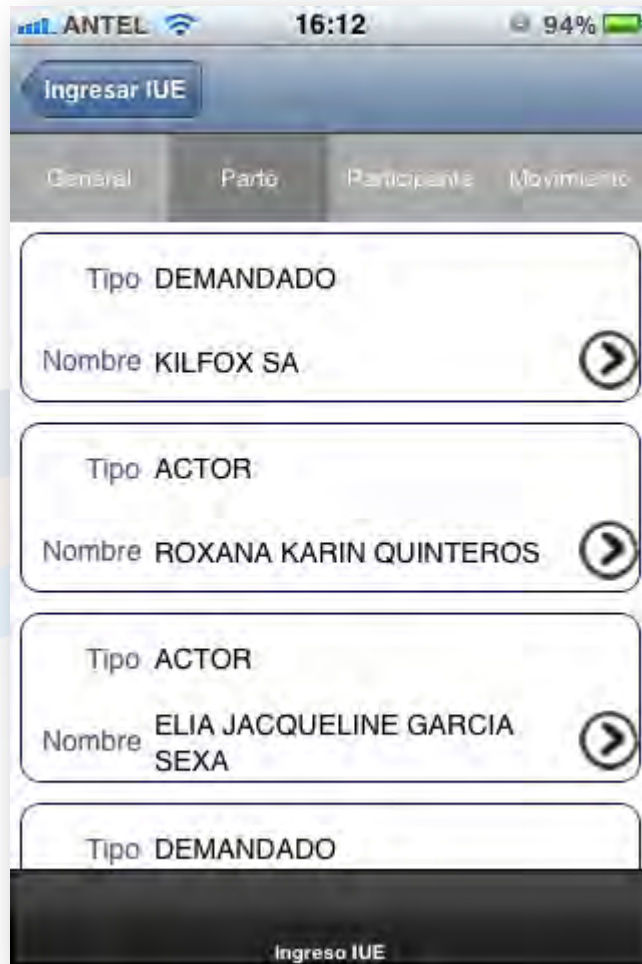 ANTEL 16:12 94%
Ingresar IUE
General Parte Participante Movimiento
Tipo DEMANDADO
Nombre KILFOX SA
Tipo ACTOR
Nombre ROXANA KARIN QUINTEROS
Tipo ACTOR
Nombre ELIA JACQUELINE GARCIA
SEXA
Tipo DEMANDADO
Ingreso IUE